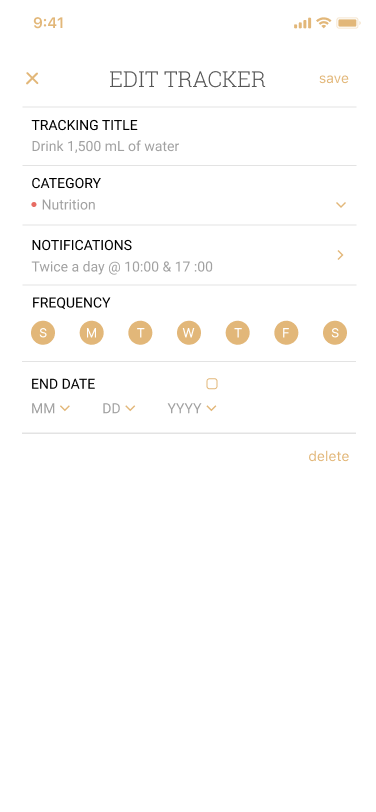 9:41
EDIT TRACKER
save
TRACKING TITLE
Drink 1,500 mL of water
CATEGORY
Nutrition
NOTIFICATIONS
Twice a day @ 10:00 & 17 :00
FREQUENCY
S M T W T F S
END DATE
MM DD YYYY
delete